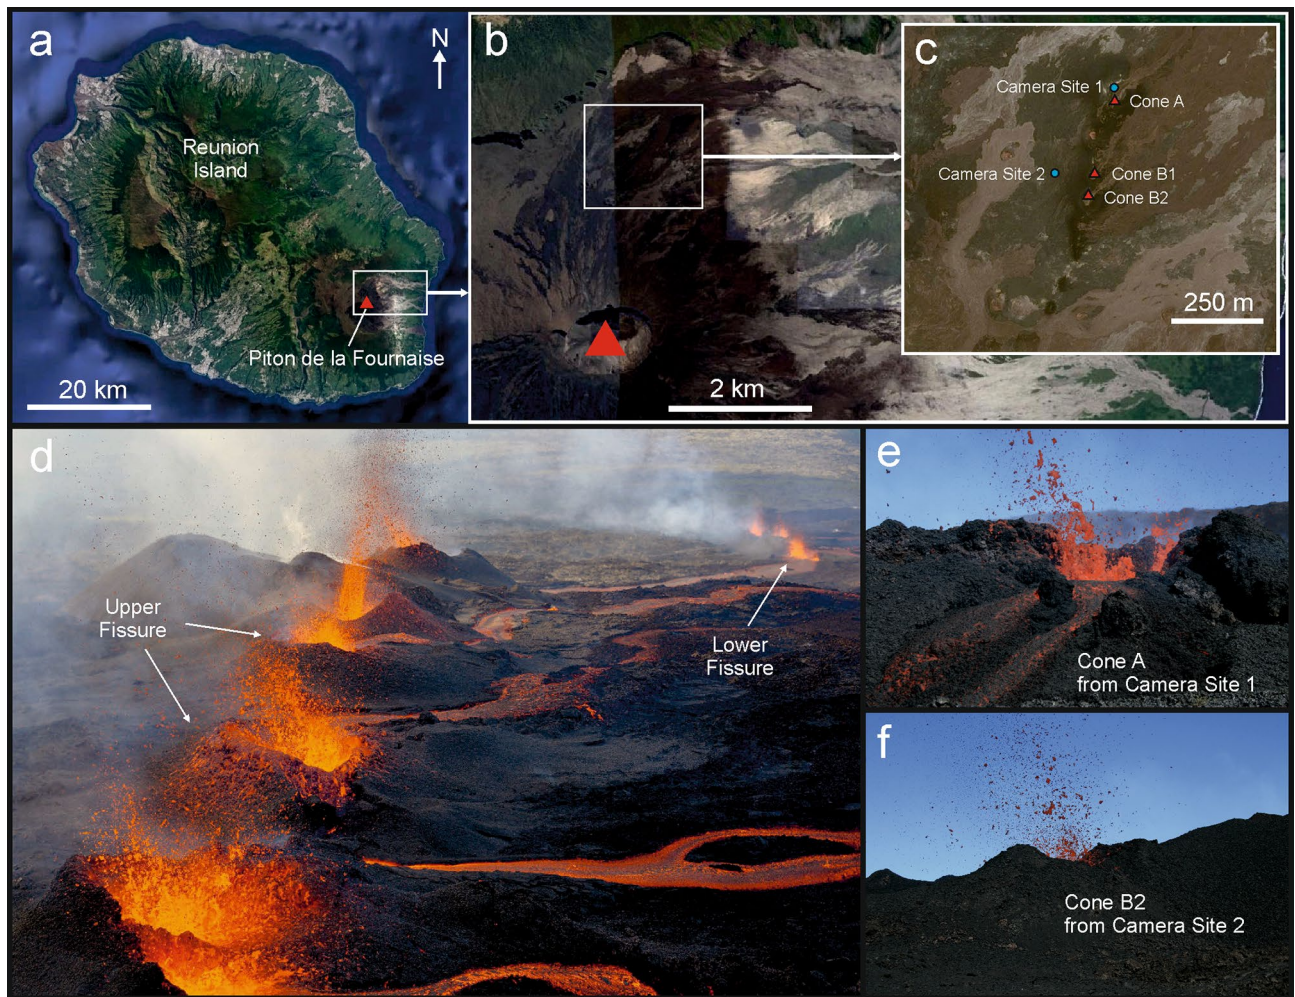 a
N
Reunion
Island
Piton de la Fournaise
20 km
b
2 km
c
Camera Site 1
Cone A
Camera Site 2
Cone B1
Cone B2
250 m
d
Upper
Fissure
Lower
Fissure
e
Cone A
from Camera Site 1
f
Cone B2
from Camera Site 2